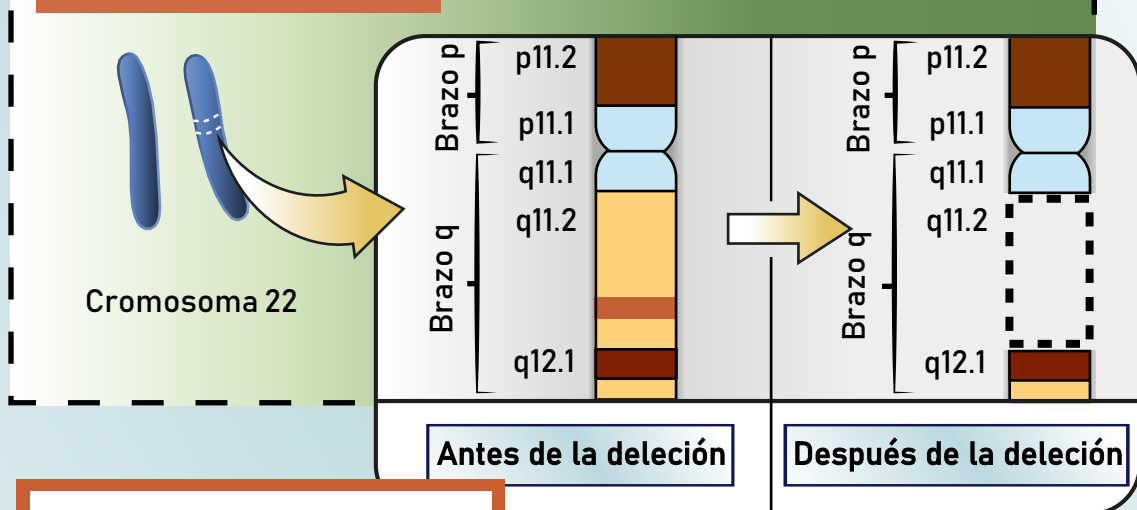 Cromosoma 22
Brazo p
p11.2
p11.1
Brazo q
q11.1
q11.2
q12.1
Antes de la deleción
Brazo p
p11.2
p11.1
Brazo q
q11.1
q11.2
q12.1
Después de la deleción